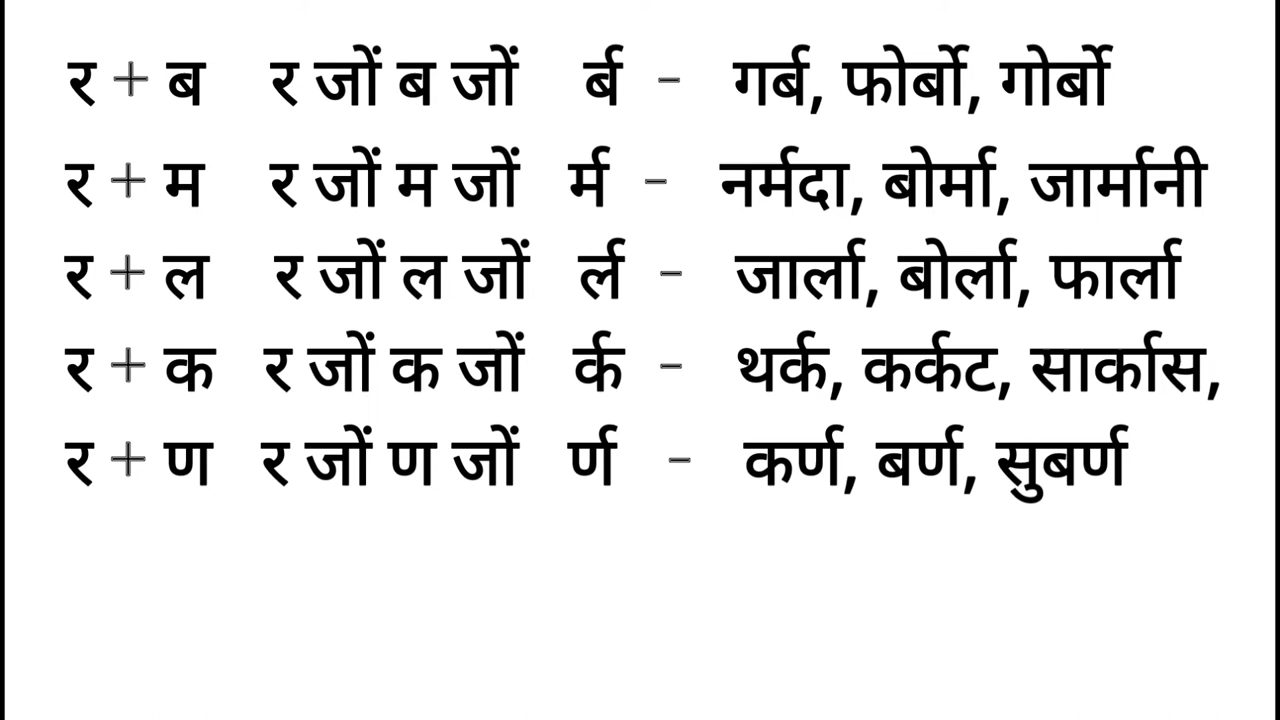 र + ब र जों ब जों र्ब - गर्ब, फोर्बो, गोर्बो
र + म र जों म जों र्म - नर्मदा, बोर्मा, जार्मानी
र + ल र जों ल जों र्ल - जार्ला, बोर्ला, फार्ला
र + क र जों क जों र्क - थर्क, कर्कट, सार्कास,
र + ण र जों ण जों र्ण - कर्ण, बर्ण, सुबर्ण